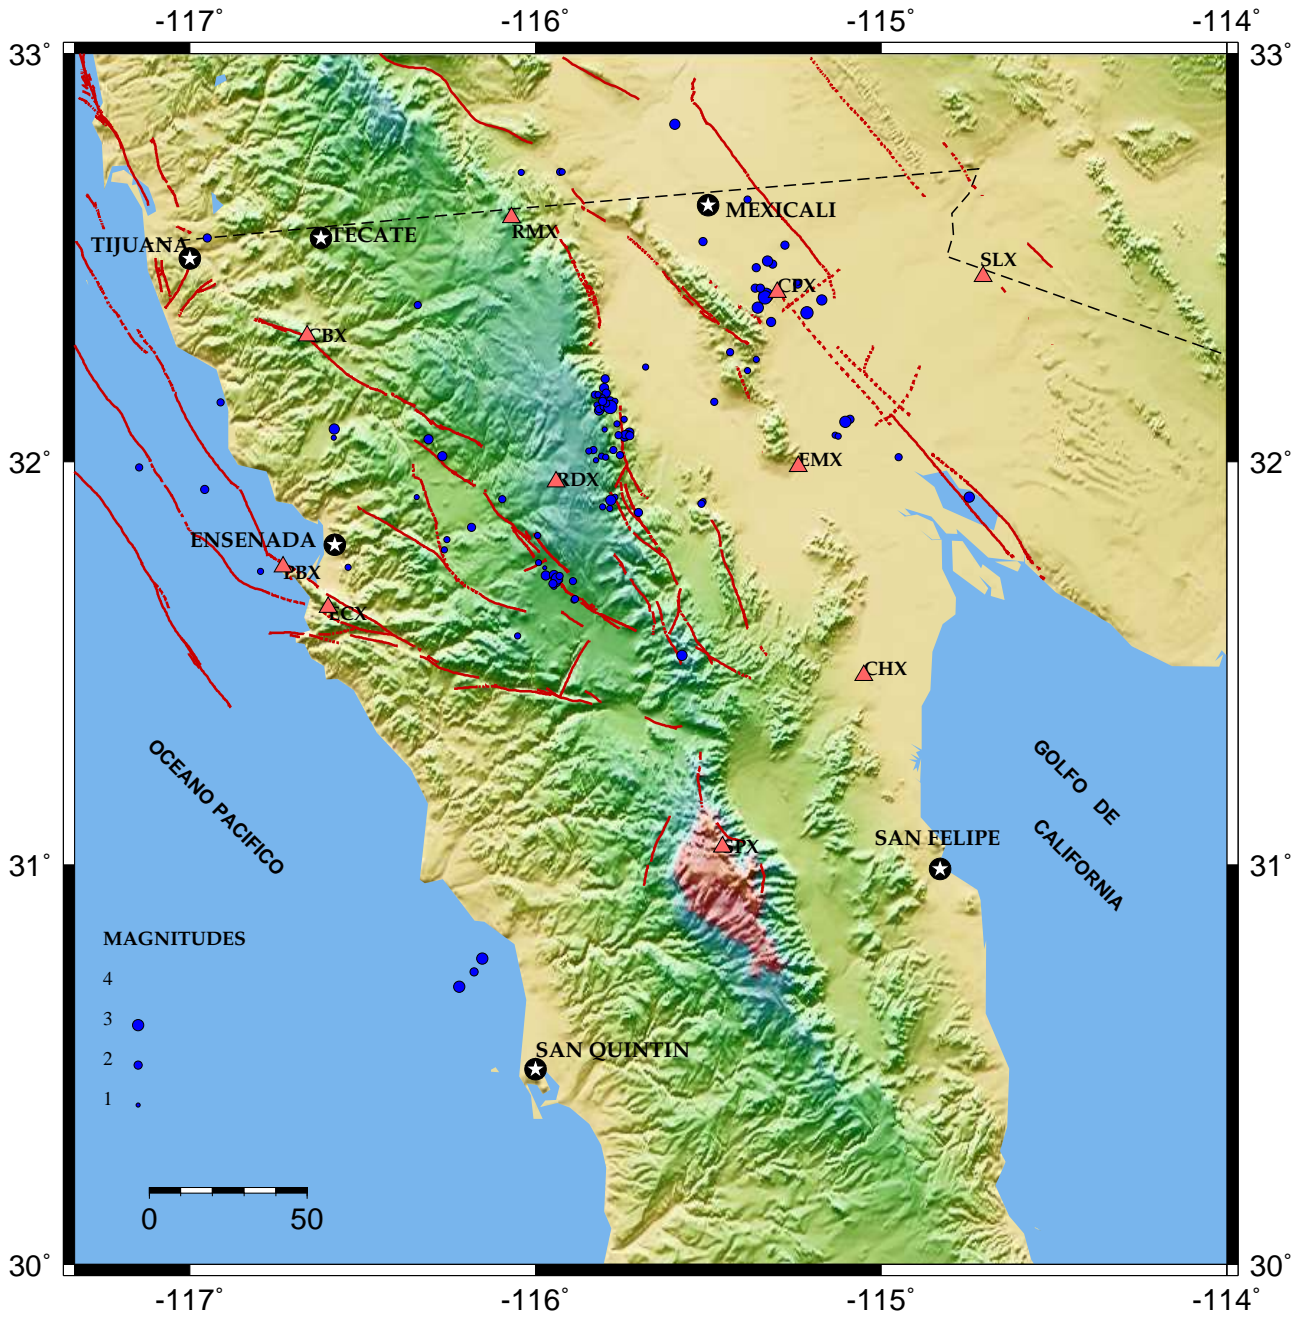 -117° -116° -115° -114°
33° 33°
MEXICALI
TECATE
RMX
TIJUANA
SLX
CPX
CBX
32° 32°
EMX
RDX
ENSENADA
PBX
CCX
CHX
OCEANO PACIFICO
GOLFO DE
CALIFORNIA
SAN FELIPE
SPX
31° 31°
MAGNITUDES
4
3
2
1
SAN QUINTIN
0 50
30° 30°
-117° -116° -115° -114°